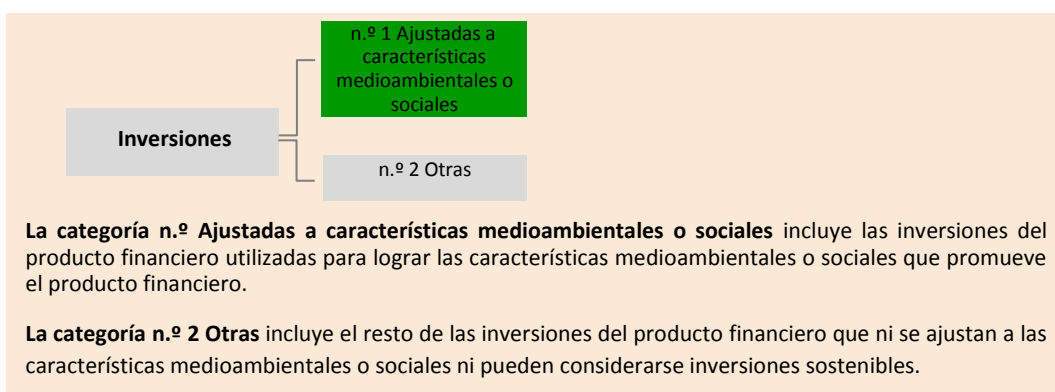 n.º 1 Ajustadas a
características
medioambientales o
sociales
Inversiones
n.º 2 Otras
La categoría n.º Ajustadas a características medioambientales o sociales incluye las inversiones del
producto financiero utilizadas para lograr las características medioambientales o sociales que promueve
el producto financiero.
La categoría n.º 2 Otras incluye el resto de las inversiones del producto financiero que ni se ajustan a las
características medioambientales o sociales ni pueden considerarse inversiones sostenibles.